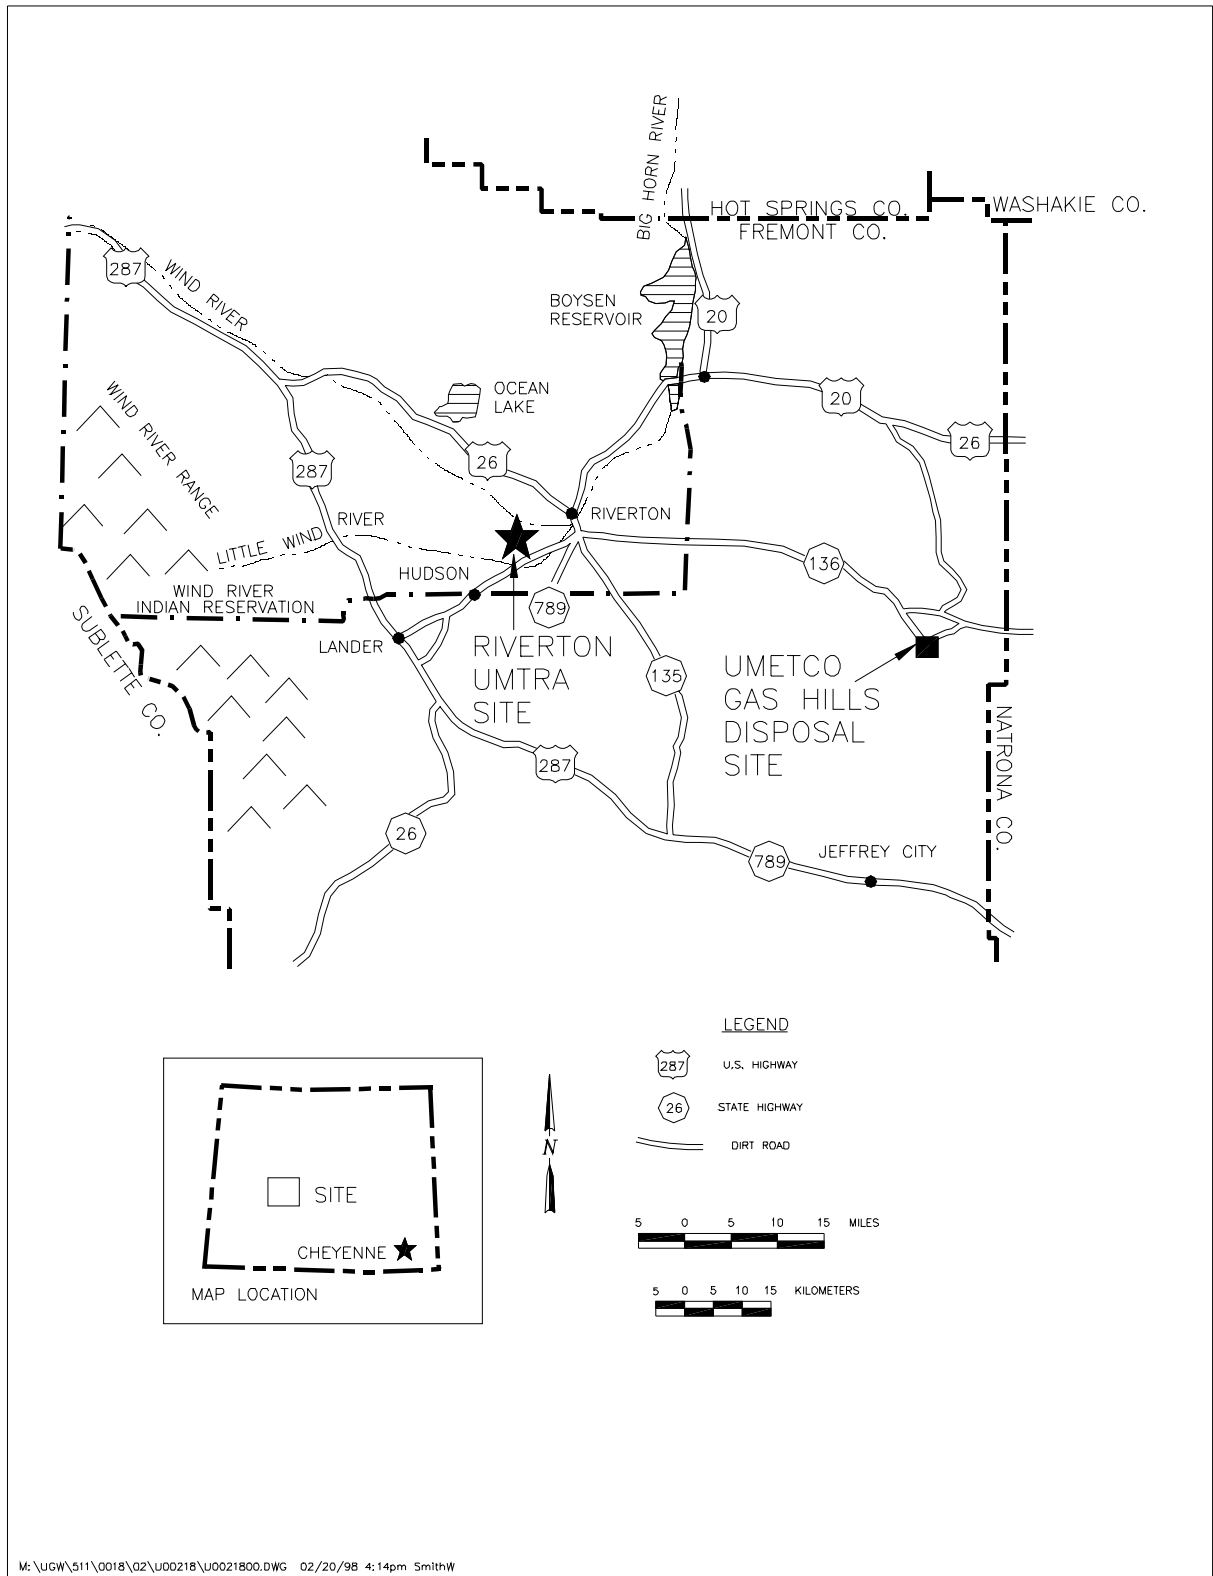 BIG HORN RIVER
HOT SPRINGS CO.
FREMONT CO.
WASHAKIE CO.
287
WIND RIVER
BOYSEN
RESERVOIR
20
WIND RIVER RANGE
OCEAN
LAKE
20
26
26
287
RIVERTON
LITTLE WIND RIVER
HUDSON
136
WIND RIVER
INDIAN RESERVATION
789
SUBLETTE CO.
LANDER
RIVERTON
UMTRA
SITE
135
UMETCO
GAS HILLS
DISPOSAL
SITE
NATRONA CO.
287
26
789
JEFFREY CITY
LEGEND
287 U.S. HIGHWAY
26 STATE HIGHWAY
DIRT ROAD
N
SITE
CHEYENNE
MAP LOCATION
5 0 5 10 15 MILES
5 0 5 10 15 KILOMETERS
M:\UGW\511\0018\02\U00218\U0021800.DWG 02/20/98 4:14pm SmithW